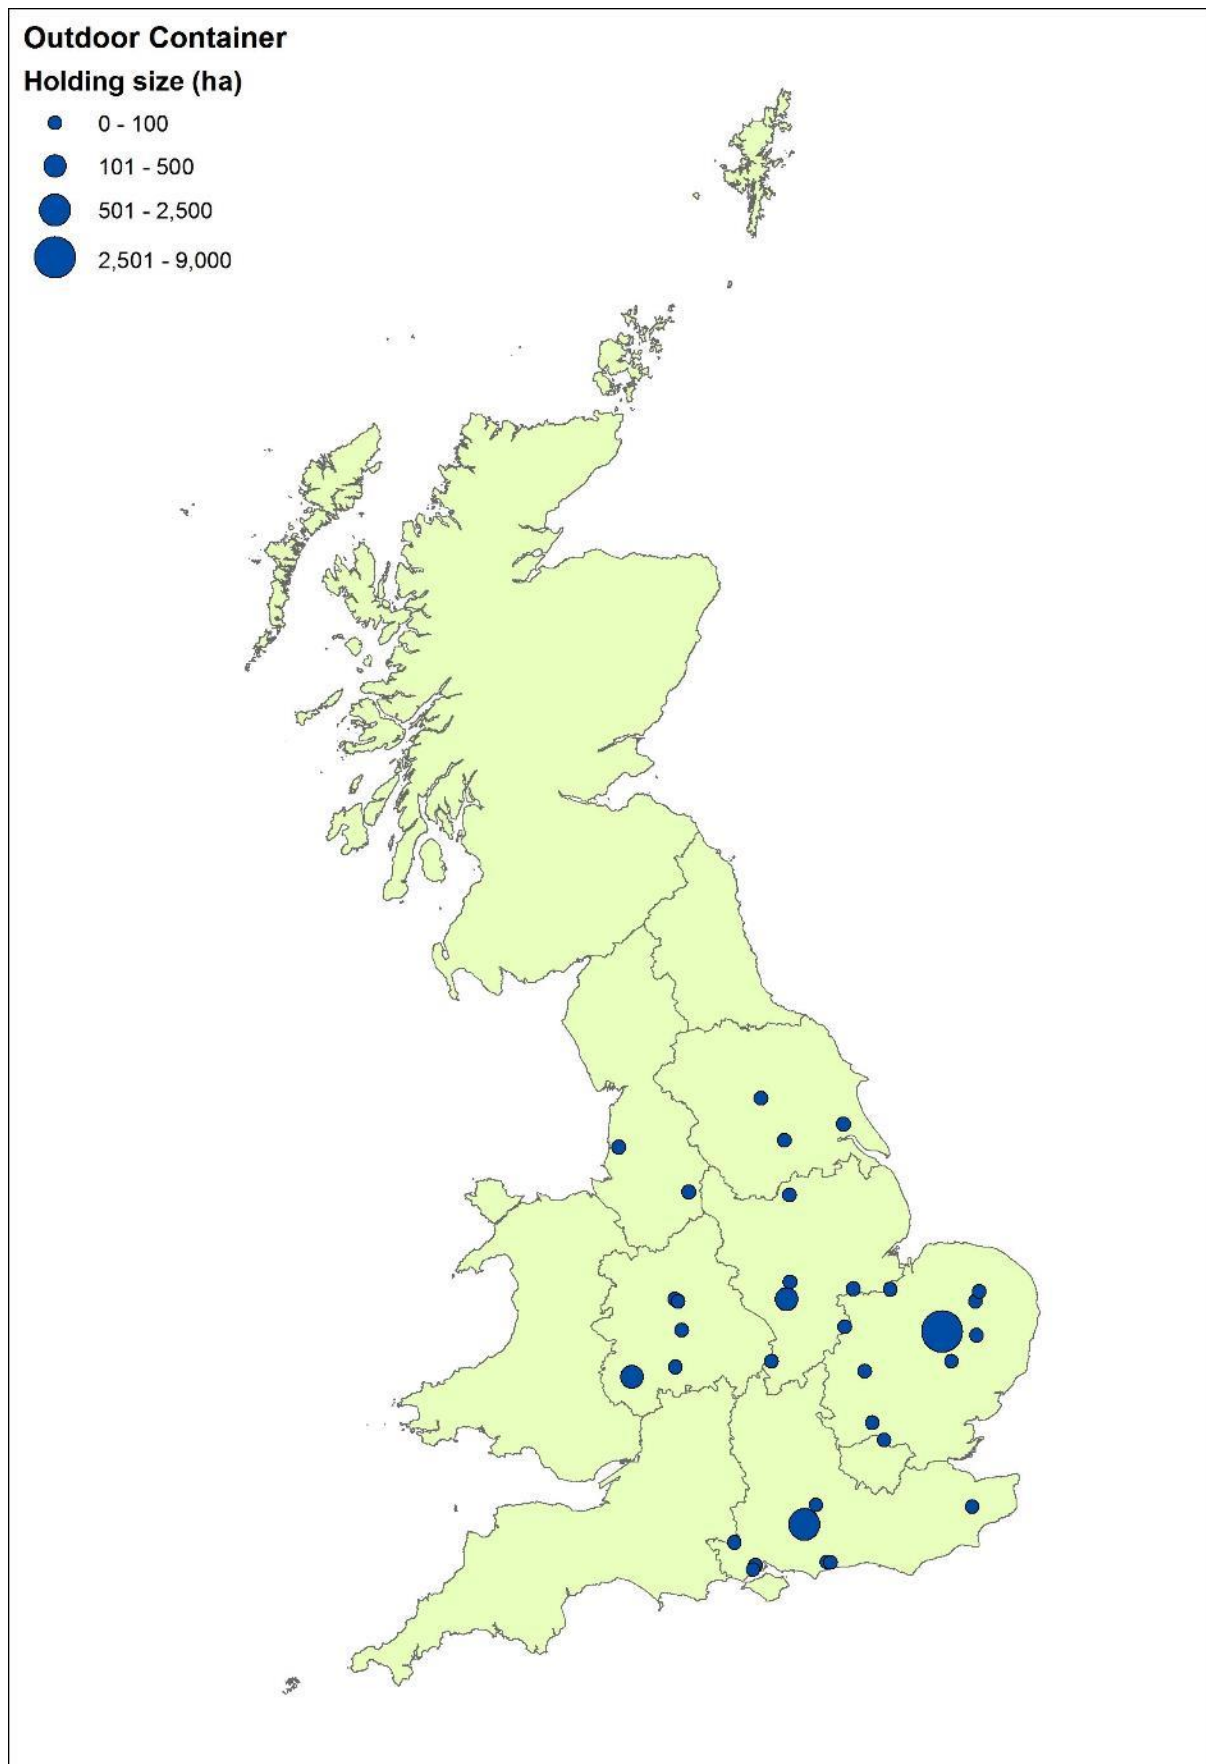 Outdoor Container
Holding size (ha)
0 - 100
101 - 500
501 - 2,500
2,501 - 9,000